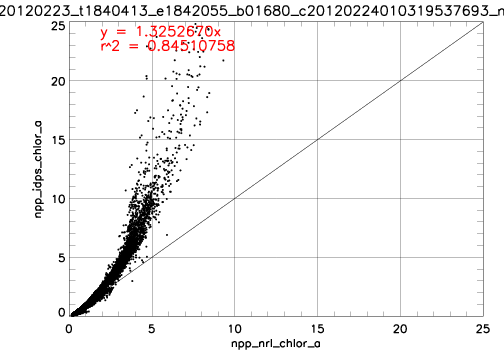 20120223_t1840413_e1842055_b01680_c20120224010319537693_n
y = 1.3252670x
r^2 = 0.84510758
25
20
15
10
5
0
npp_idps_chlor_a
0 5 10 15 20 25
npp_nrl_chlor_a